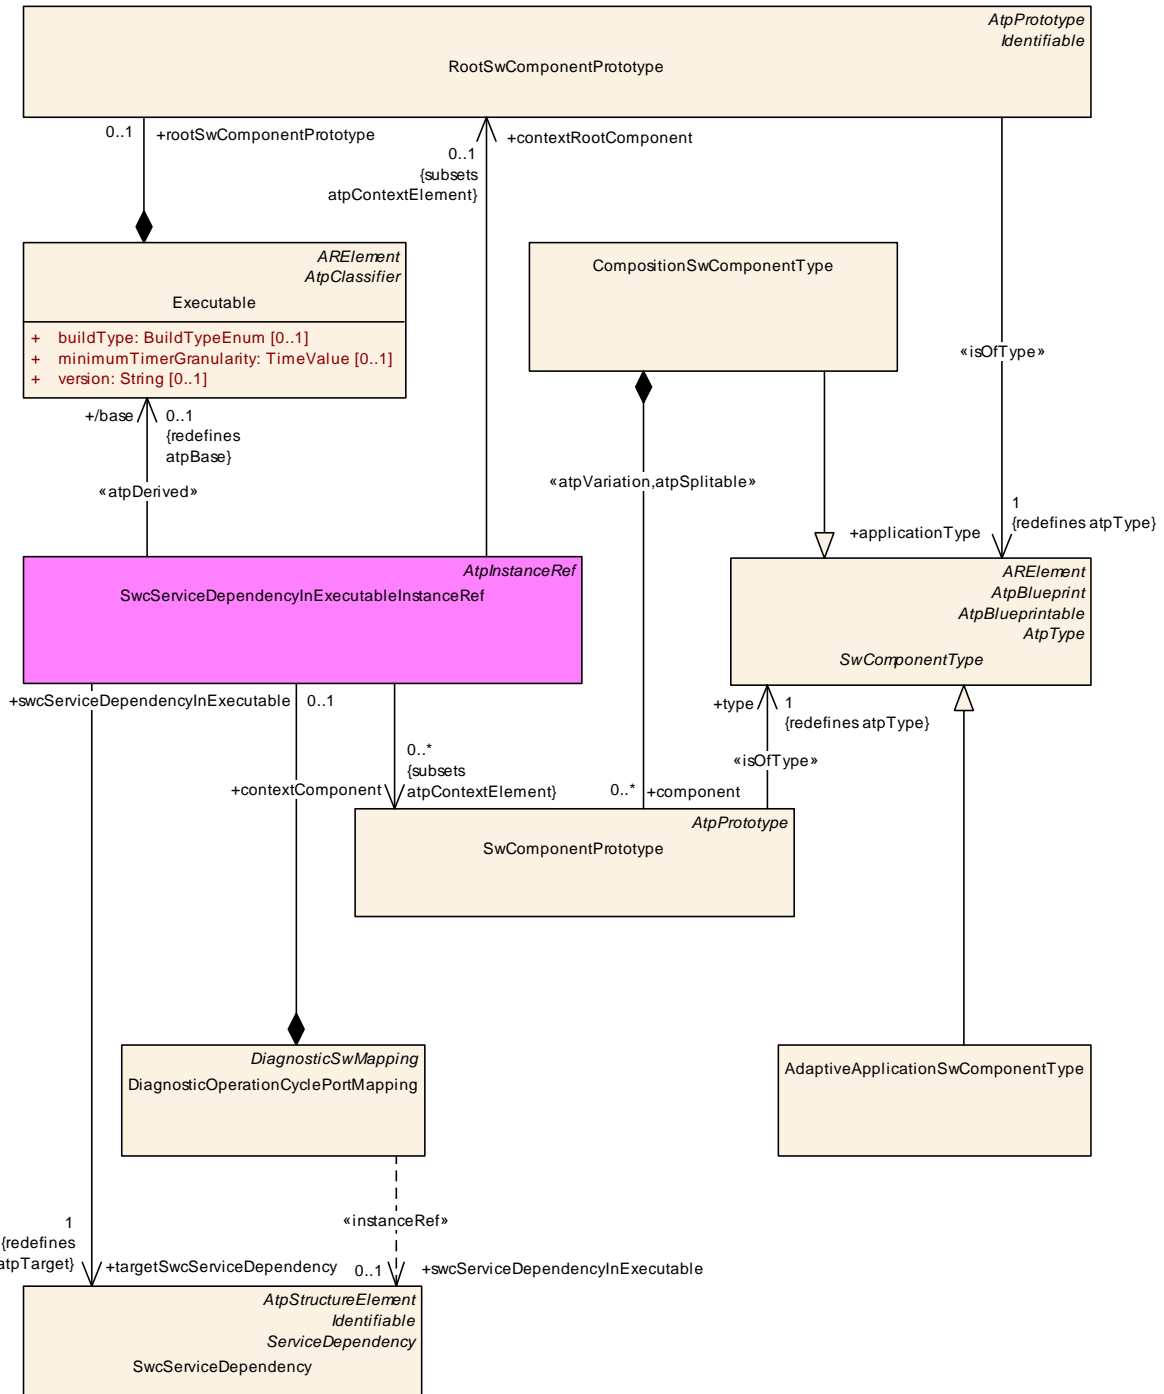 AtpPrototype
Identifiable
RootSwComponentPrototype
0..1
+rootSwComponentPrototype
+contextRootComponent
0..1
{subsets
atpContextElement}
ARElement
AtpClassifier
Executable
+ buildType: BuildTypeEnum [0..1]
+ minimumTimerGranularity: TimeValue [0..1]
+ version: String [0..1]
CompositionSwComponentType
«isOfType»
+/base
0..1
{redefines
atpBase}
«atpDerived»
«atpVariation,atpSplitable»
+applicationType
1
{redefines atpType}
AtpInstanceRef
SwcServiceDependencyInExecutableInstanceRef
ARElement
AtpBlueprint
AtpBlueprintable
AtpType
SwComponentType
+swcServiceDependencyInExecutable
0..1
+type
1
{redefines atpType}
«isOfType»
0..*
{subsets
atpContextElement}
+contextComponent
0..*
+component
AtpPrototype
SwComponentPrototype
DiagnosticSwMapping
DiagnosticOperationCyclePortMapping
AdaptiveApplicationSwComponentType
«instanceRef»
1
{redefines
atpTarget}
+targetSwcServiceDependency
0..1
+swcServiceDependencyInExecutable
AtpStructureElement
Identifiable
ServiceDependency
SwcServiceDependency